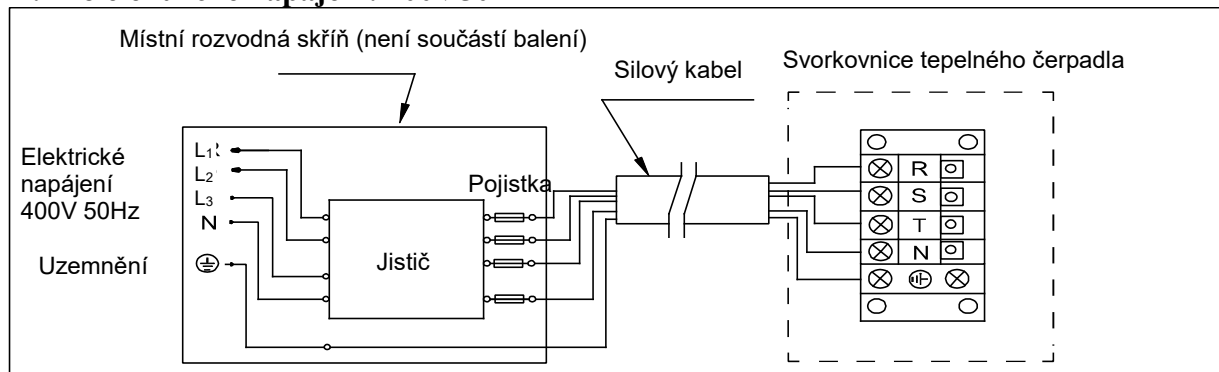 Místní rozvodná skříň (není součástí balení)
Silový kabel
Svorkovnice tepelného čerpadla
Elektrické
napájení
400V 50Hz
Uzemnění
L1
L2
L3
N
Pojistka
Jistič
R
S
T
N